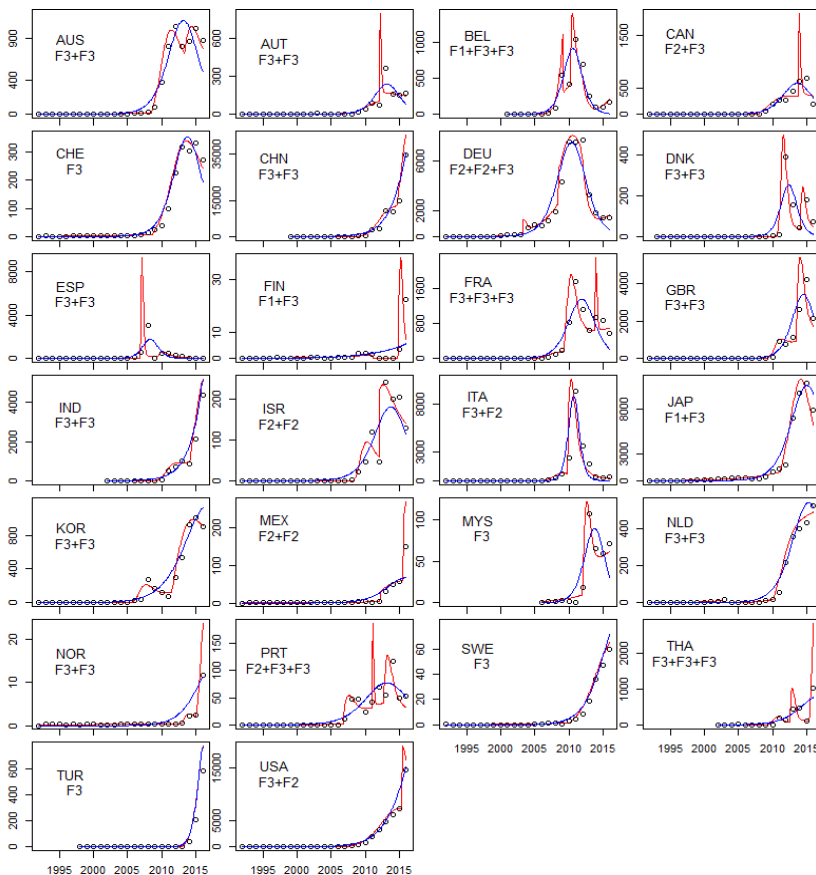 AUS
F3+F3
0 400 900
AUT
F3+F3
0 300 600
BEL
F1+F3+F3
0 500 1400
CAN
F2+F3
0 500 1500
CHE
F3
0 100 200 300
CHN
F3+F3
0 15000 35000
DEU
F2+F2+F3
0 2000 7000
DNK
F3+F3
0 200 400
ESP
F3+F3
0 4000 8000
FIN
F1+F3
0 10 30
FRA
F3+F3+F3
0 800 1600
GBR
F3+F3
0 2000 4000
IND
F3+F3
0 2000 4000
ISR
F2+F2
0 100 200
ITA
F3+F2
0 3000 8000
JAP
F1+F3
0 3000 8000
KOR
F3+F3
0 400 800
MEX
F2+F2
0 100 200
MYS
F3
0 50 100
NLD
F3+F3
0 200 400
NOR
F3+F3
0 10 20
PRT
F2+F3+F3
0 50 100 150
SWE
F3
0 20 40 60
THA
F3+F3+F3
0 1000 2000
1995 2000 2005 2010 2015
1995 2000 2005 2010 2015
TUR
F3
0 200 400 600
USA
F3+F2
0 5000 15000
1995 2000 2005 2010 2015
1995 2000 2005 2010 2015